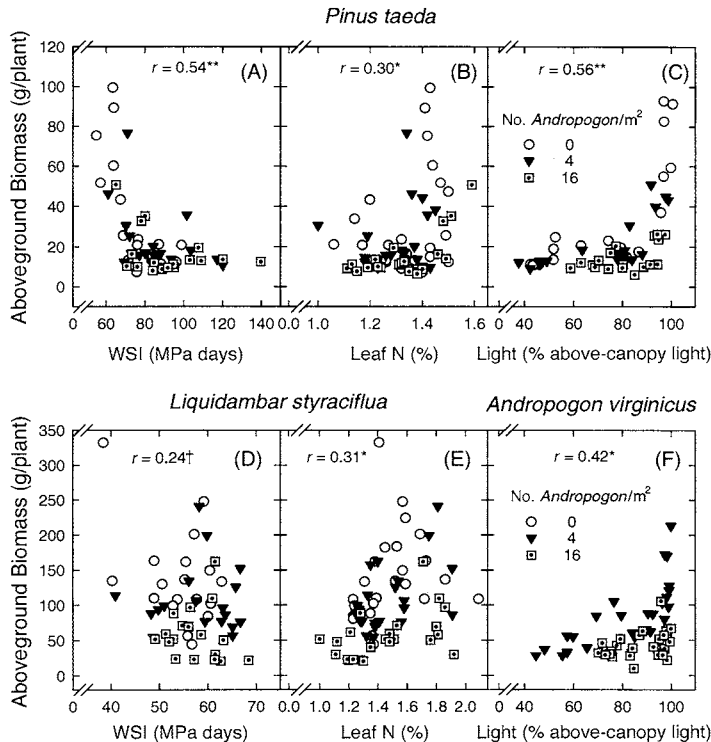 Pinus taeda
Aboveground Biomass (g/plant)
120
100
80
60
40
20
0
r = 0.54** (A)
r = 0.30* (B)
r = 0.56** (C)
No. Andropogon/m²
0
4
16
0 60 80 100 120 140
0.0 1.0 1.2 1.4 1.6
0.0 40 60 80 100
WSI (MPa days)
Leaf N (%)
Light (% above-canopy light)
Liquidambar styraciflua
Andropogon virginicus
Aboveground Biomass (g/plant)
350
300
250
200
150
100
50
0
r = 0.24† (D)
r = 0.31* (E)
r = 0.42* (F)
No. Andropogon/m²
0
4
16
0 40 50 60 70
0.0 1.0 1.2 1.4 1.6 1.8 2.0
0 40 60 80 100
WSI (MPa days)
Leaf N (%)
Light (% above-canopy light)